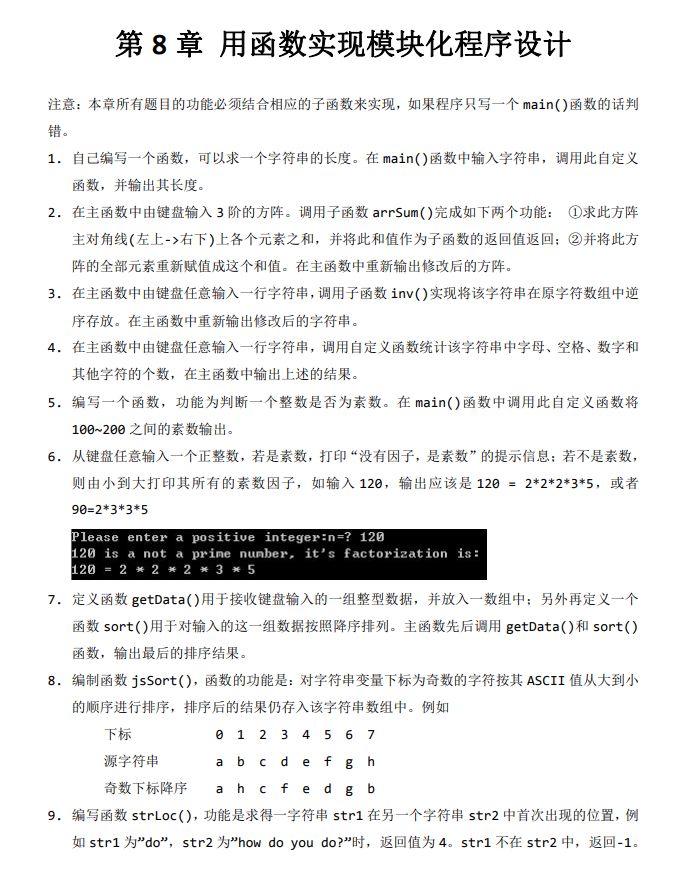 第 8 章 用函数实现模块化程序设计
注意：本章所有题目的功能必须结合相应的子函数来实现，如果程序只写一个 main()函数的话判
错。
1. 自己编写一个函数，可以求一个字符串的长度。在 main()函数中输入字符串，调用此自定义
函数，并输出其长度。
2. 在主函数中由键盘输入 3 阶的方阵。调用子函数 arrSum()完成如下两个功能： ①求此方阵
主对角线(左上->右下)上各个元素之和，并将此和值作为子函数的返回值返回；②并将此方
阵的全部元素重新赋值成这个和值。在主函数中重新输出修改后的方阵。
3. 在主函数中由键盘任意输入一行字符串，调用子函数 inv()实现将该字符串在原字符数组中逆
序存放。在主函数中重新输出修改后的字符串。
4. 在主函数中由键盘任意输入一行字符串，调用自定义函数统计该字符串中字母、空格、数字和
其他字符的个数，在主函数中输出上述的结果。
5. 编写一个函数，功能为判断一个整数是否为素数。在 main()函数中调用此自定义函数将
100~200 之间的素数输出。
6. 从键盘任意输入一个正整数，若是素数，打印“没有因子，是素数”的提示信息；若不是素数，
则由小到大打印其所有的素数因子，如输入 120，输出应该是 120 = 2*2*2*3*5，或者
90=2*3*3*5
Please enter a positive integer:n=? 120
120 is a not a prime number, it's factorization is:
120 = 2 * 2 * 2 * 3 * 5
7. 定义函数 getData()用于接收键盘输入的一组整型数据，并放入一数组中；另外再定义一个
函数 sort()用于对输入的这一组数据按照降序排列。主函数先后调用 getData()和 sort()
函数，输出最后的排序结果。
8. 编制函数 jsSort()，函数的功能是：对字符串变量下标为奇数的字符按其 ASCII 值从大到小
的顺序进行排序，排序后的结果仍存入该字符串数组中。例如
下标 0 1 2 3 4 5 6 7
源字符串 a b c d e f g h
奇数下标降序 a h c f e d g b
9. 编写函数 strLoc()，功能是求得一字符串 str1 在另一个字符串 str2 中首次出现的位置，例
如 str1 为”do”，str2 为”how do you do?”时，返回值为 4。str1 不在 str2 中，返回-1。